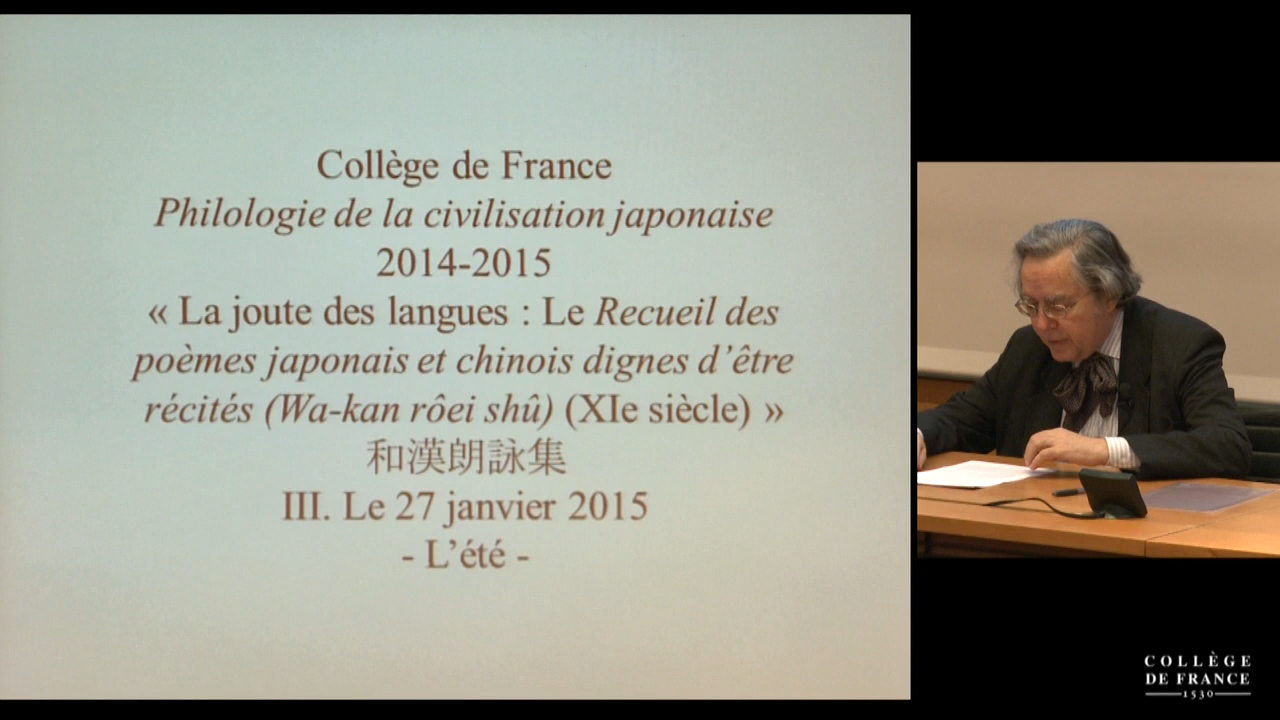 Collège de France
Philologie de la civilisation japonaise
2014-2015
« La joute des langues : Le Recueil des
poèmes japonais et chinois dignes d’être
récités (Wa-kan rôei shû) (XIe siècle) »
和漢朗詠集
III. Le 27 janvier 2015
- L’été -
COLLÈGE
DE FRANCE
1530